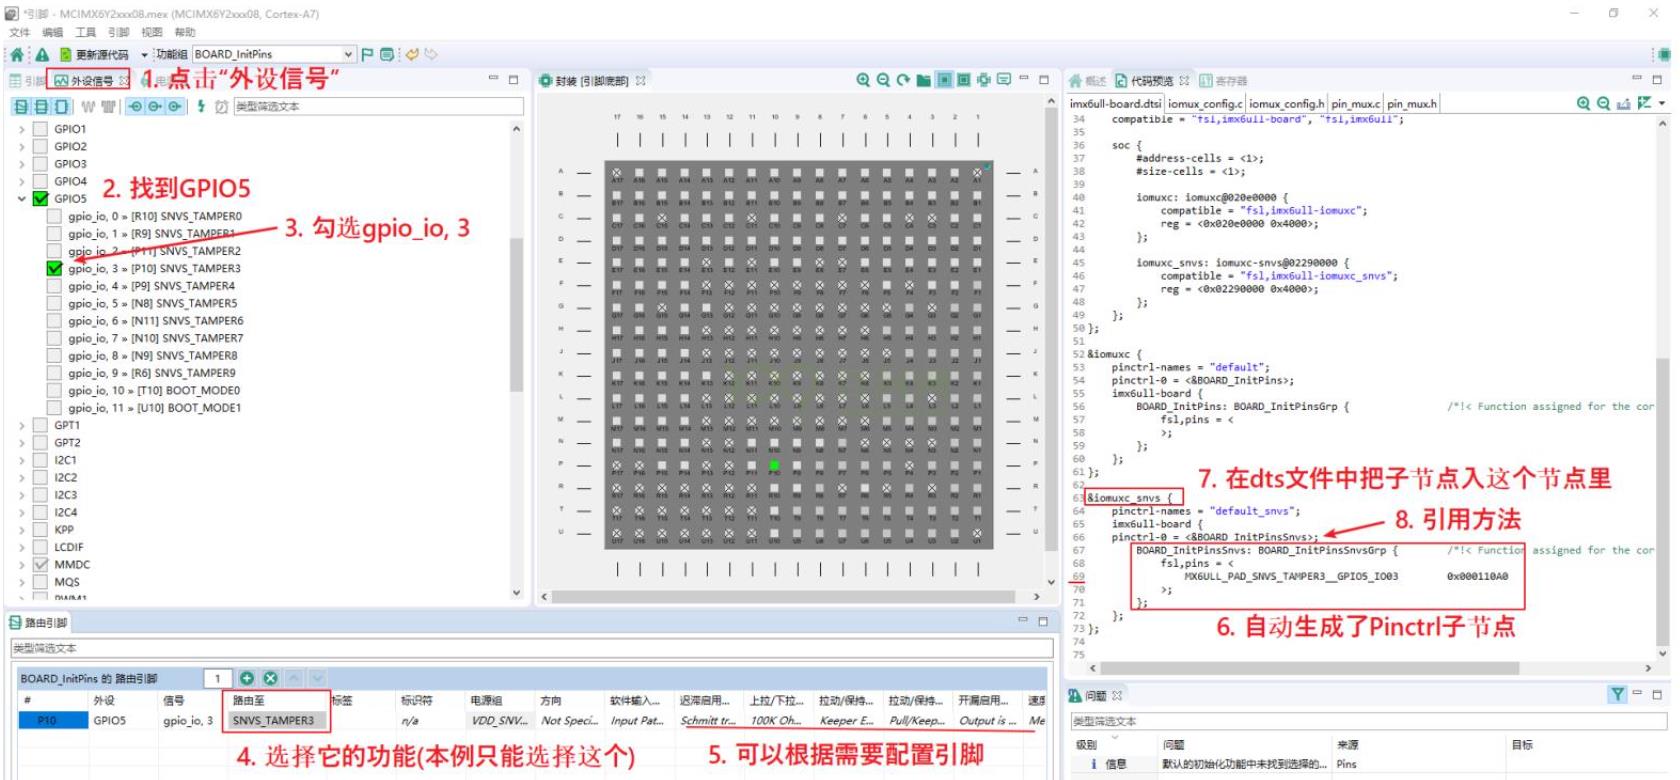 *引脚 - MCIMX6Y2xxx08.mex (MCIMX6Y2xxx08, Cortex-A7)
文件 编辑 工具 引脚 视图 帮助
更新源代码 功能组 BOARD_InitPins
引脚 外设信号
1. 点击“外设信号”
类型筛选文本
GPIO1
GPIO2
GPIO3
GPIO4
GPIO5
2. 找到GPIO5
gpio_io, 0 » [R10] SNVS_TAMPER0
gpio_io, 1 » [R9] SNVS_TAMPER1
3. 勾选gpio_io, 3
gpio_io, 2 » [P11] SNVS_TAMPER2
gpio_io, 3 » [P10] SNVS_TAMPER3
gpio_io, 4 » [P9] SNVS_TAMPER4
gpio_io, 5 » [N8] SNVS_TAMPER5
gpio_io, 6 » [N11] SNVS_TAMPER6
gpio_io, 7 » [N10] SNVS_TAMPER7
gpio_io, 8 » [N9] SNVS_TAMPER8
gpio_io, 9 » [R6] SNVS_TAMPER9
gpio_io, 10 » [T10] BOOT_MODE0
gpio_io, 11 » [U10] BOOT_MODE1
GPT1
GPT2
I2C1
I2C2
I2C3
I2C4
KPP
LCDIF
MMDC
MQS
PWM1
封装 [引脚底部]
17 16 15 14 13 12 11 10 9 8 7 6 5 4 3 2 1
概述 代码预览 寄存器
imx6ull-board.dtsi iomux_config.c iomux_config.h pin_mux.c pin_mux.h
34 compatible = "fsl,imx6ull-board", "fsl,imx6ull";
35
36 soc {
37 #address-cells = <1>;
38 #size-cells = <1>;
39
40 iomuxc: iomuxc@020e0000 {
41 compatible = "fsl,imx6ull-iomuxc";
42 reg = <0x020e0000 0x4000>;
43 };
44
45 iomuxc_snvs: iomuxc-snvs@02290000 {
46 compatible = "fsl,imx6ull-iomuxc_snvs";
47 reg = <0x02290000 0x4000>;
48 };
49 };
50 };
51
52 &iomuxc {
53 pinctrl-names = "default";
54 pinctrl-0 = <&BOARD_InitPins>;
55 imx6ull-board {
56 BOARD_InitPins: BOARD_InitPinsGrp { /*!< Function assigned for the cor
57 fsl,pins = <
58 >;
59 };
60 };
61 };
62
7. 在dts文件中把子节点入这个节点里
63 &iomuxc_snvs {
64 pinctrl-names = "default_snvs";
65 imx6ull-board {
8. 引用方法
66 pinctrl-0 = <&BOARD_InitPinsSnvs>;
67 BOARD_InitPinsSnvs: BOARD_InitPinsSnvsGrp { /*!< Function assigned for the cor
68 fsl,pins = <
69 MX6ULL_PAD_SNVS_TAMPER3__GPIO5_IO03 0x000110A0
70 >;
71 };
72 };
73 };
6. 自动生成了Pinctrl子节点
74
75
路由引脚
类型筛选文本
BOARD_InitPins 的 路由引脚 1
# 外设 信号 路由至 标签 标识符 电源组 方向 软件输入... 迟滞启用... 上拉/下拉... 拉动/保持... 拉动/保持... 开漏启用... 速度
P10 GPIO5 gpio_io, 3 SNVS_TAMPER3 n/a VDD_SNV... Not Speci... Input Pat... Schmitt tr... 100K Oh... Keeper E... Pull/Keep... Output is ... Me
4. 选择它的功能(本例只能选择这个)
5. 可以根据需要配置引脚
问题
类型筛选文本
级别 问题 来源 目标
信息 默认的初始化功能中未找到选择的... Pins